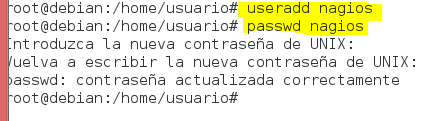 root@debian:/home/usuario# useradd nagios
root@debian:/home/usuario# passwd nagios
Introduzca la nueva contraseña de UNIX:
Vuelva a escribir la nueva contraseña de UNIX:
passwd: contraseña actualizada correctamente
root@debian:/home/usuario#